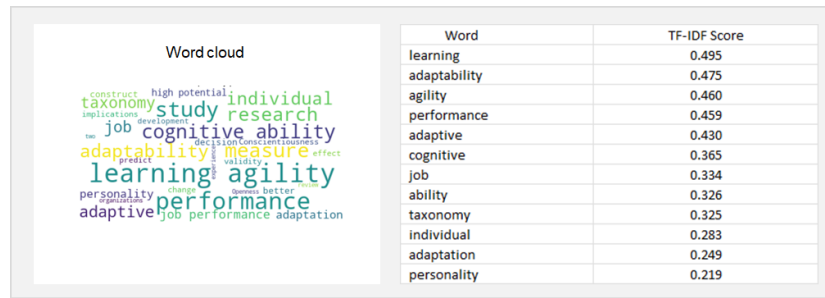 Word cloud
construct high potential individual
taxonomy study research
implications
job development
two cognitive ability
decision Conscientiousness
adaptability measure effect
predict experience validity
learning agility
personality change Openness better review
organizations performance
adaptive job performance adaptation
Word TF-IDF Score
learning 0.495
adaptability 0.475
agility 0.460
performance 0.459
adaptive 0.430
cognitive 0.365
job 0.334
ability 0.326
taxonomy 0.325
individual 0.283
adaptation 0.249
personality 0.219